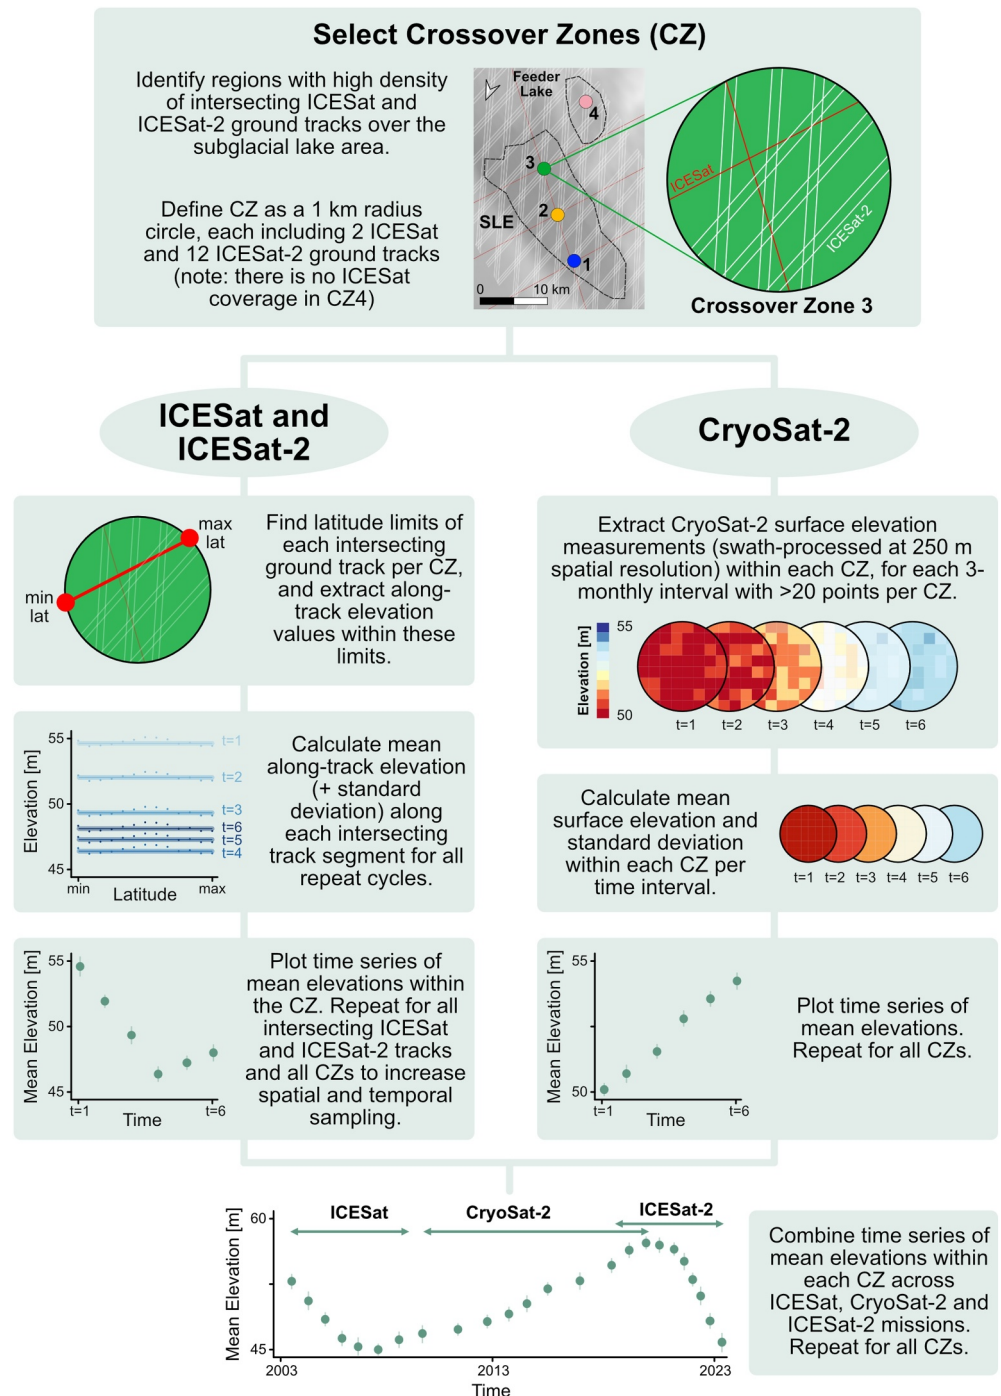 Select Crossover Zones (CZ)
Identify regions with high density
of intersecting ICESat and
ICESat-2 ground tracks over the
subglacial lake area.
Define CZ as a 1 km radius
circle, each including 2 ICESat
and 12 ICESat-2 ground tracks
(note: there is no ICESat
coverage in CZ4)
Feeder
Lake
4
3
2
SLE
1
0 10 km
ICESat
ICESat-2
Crossover Zone 3
ICESat and
ICESat-2
CryoSat-2
max
lat
min
lat
Find latitude limits of
each intersecting
ground track per CZ,
and extract along-
track elevation
values within these
limits.
Extract CryoSat-2 surface elevation
measurements (swath-processed at 250 m
spatial resolution) within each CZ, for each 3-
monthly interval with >20 points per CZ.
Elevation [m]
55
50
t=1 t=2 t=3 t=4 t=5 t=6
Elevation [m]
55
50
45
t=1
t=2
t=3
t=6
t=5
t=4
min max
Latitude
Calculate mean
along-track elevation
(+ standard
deviation) along
each intersecting
track segment for all
repeat cycles.
Calculate mean
surface elevation and
standard deviation
within each CZ per
time interval.
t=1 t=2 t=3 t=4 t=5 t=6
Mean Elevation [m]
55
50
45
t=1 t=6
Time
Plot time series of
mean elevations within
the CZ. Repeat for all
intersecting ICESat
and ICESat-2 tracks
and all CZs to increase
spatial and temporal
sampling.
Mean Elevation [m]
55
50
t=1 t=6
Time
Plot time series of
mean elevations.
Repeat for all CZs.
Mean Elevation [m]
60
45
ICESat CryoSat-2 ICESat-2
2003 2013 2023
Time
Combine time series of
mean elevations within
each CZ across
ICESat, CryoSat-2 and
ICESat-2 missions.
Repeat for all CZs.